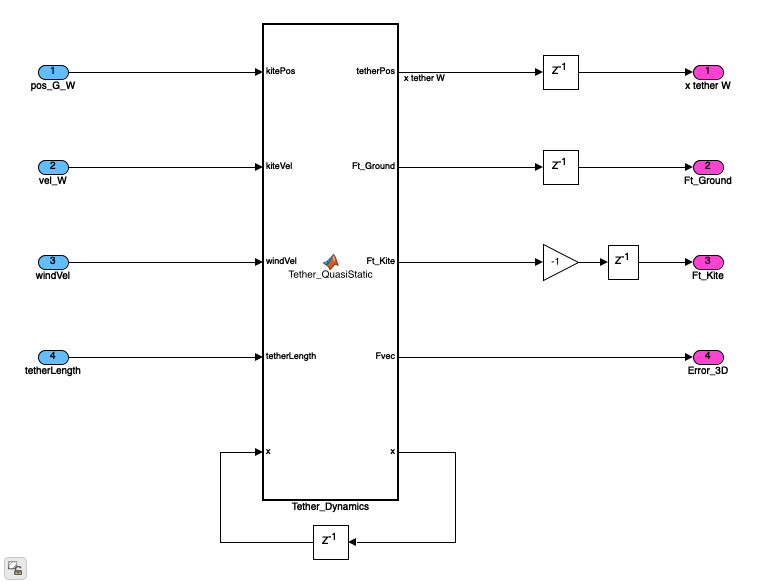 1
pos_G_W
kitePos
tetherPos
x tether W
Z-1
1
x tether W
2
vel_W
kiteVel
Ft_Ground
Z-1
2
Ft_Ground
3
windVel
windVel
Tether_QuasiStatic
Ft_Kite
-1
Z-1
3
Ft_Kite
4
tetherLength
tetherLength
Fvec
4
Error_3D
x
x
Tether_Dynamics
Z-1